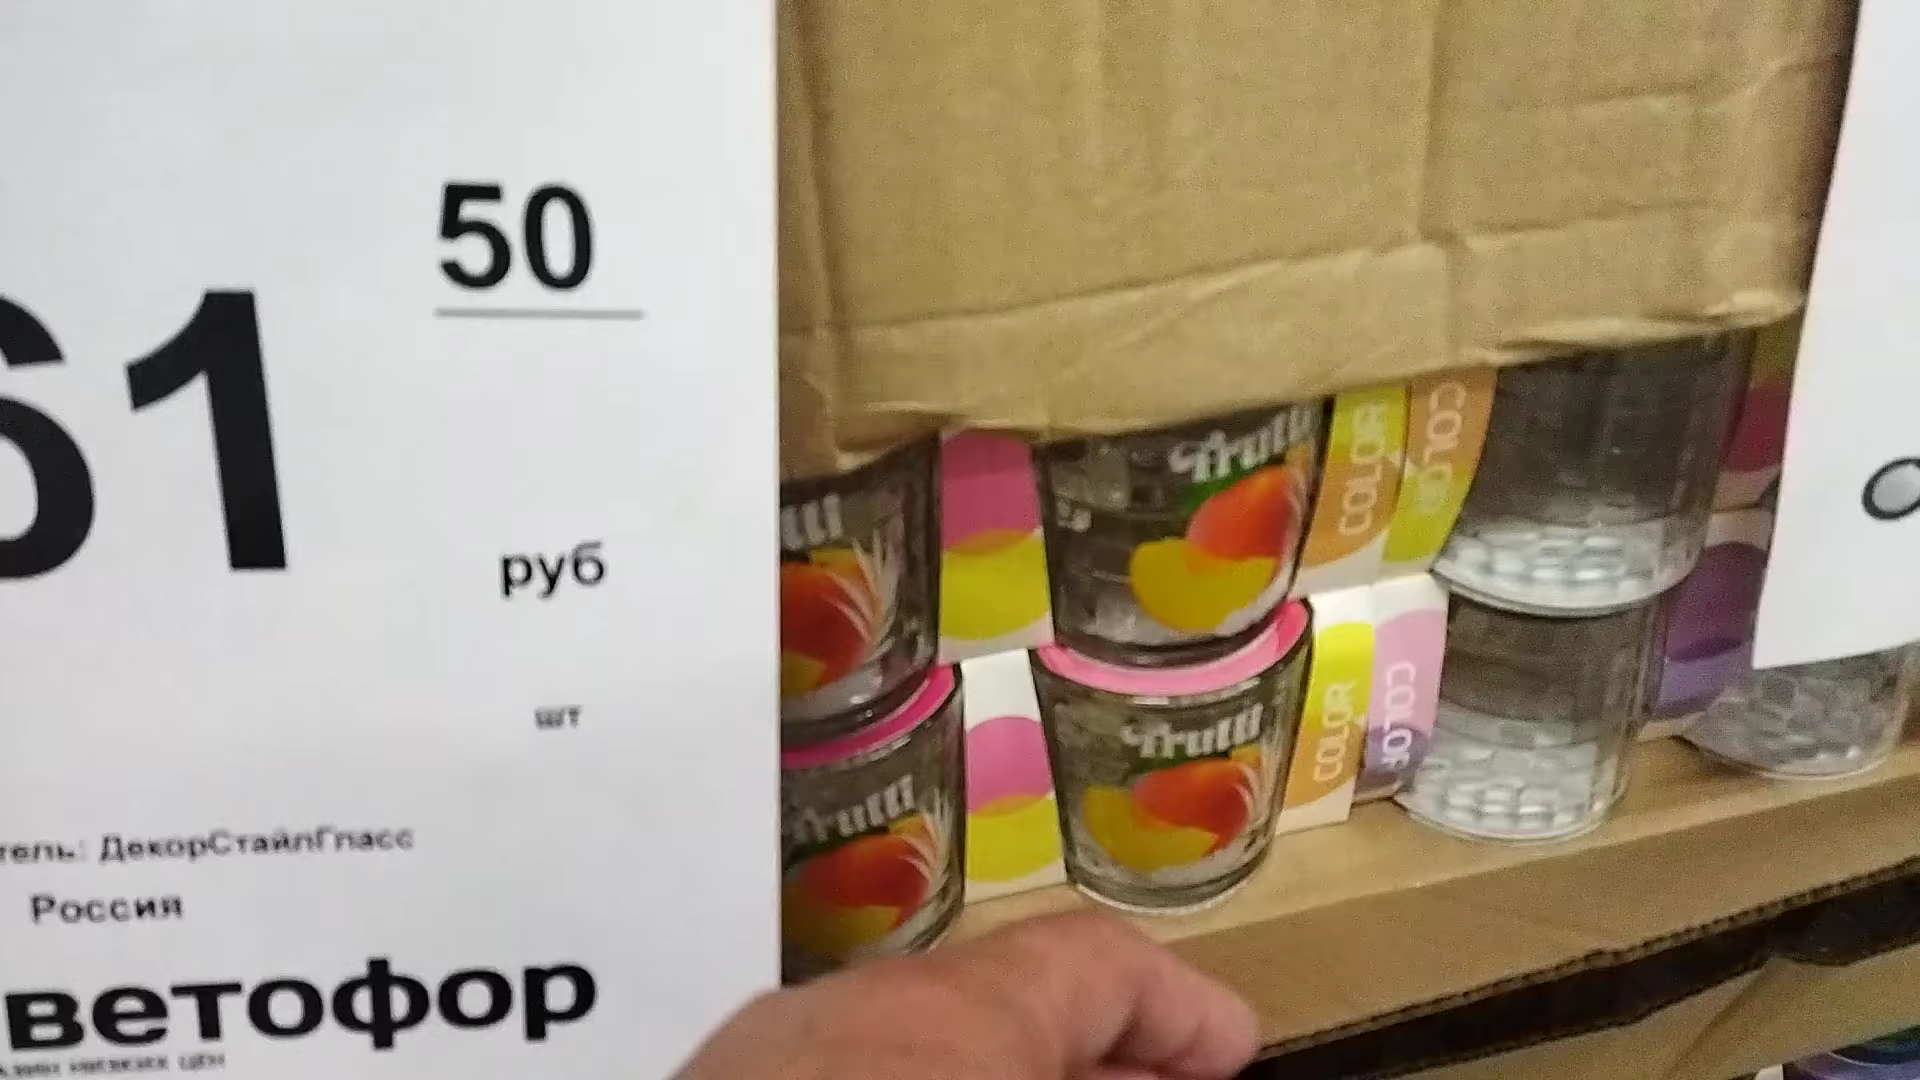 50
61
руб
шт
тель: ДекорСтайлГласс
Россия
ветофор
frutti
COLOR
COLOR
frutti
frutti
COLOR
COLOR